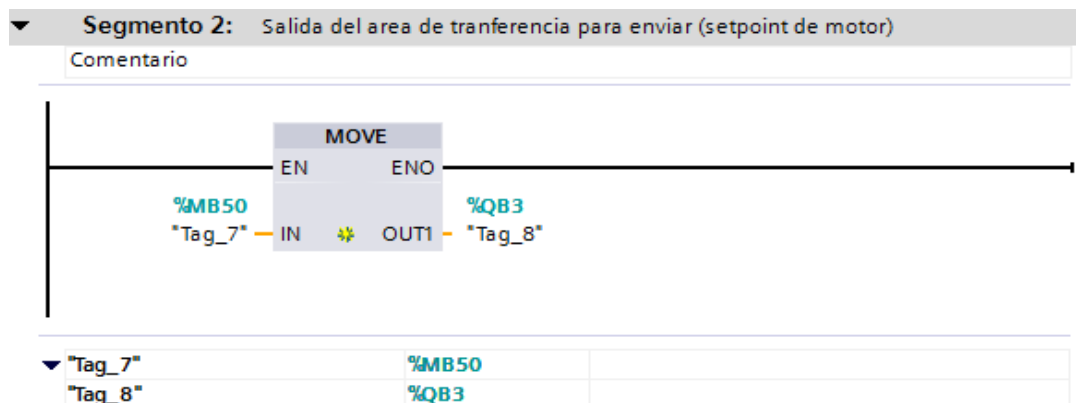 Segmento 2: Salida del area de tranferencia para enviar (setpoint de motor)
Comentario
MOVE
EN ENO
%MB50 %QB3
"Tag_7" IN OUT1 "Tag_8"
"Tag_7" %MB50
"Tag_8" %QB3